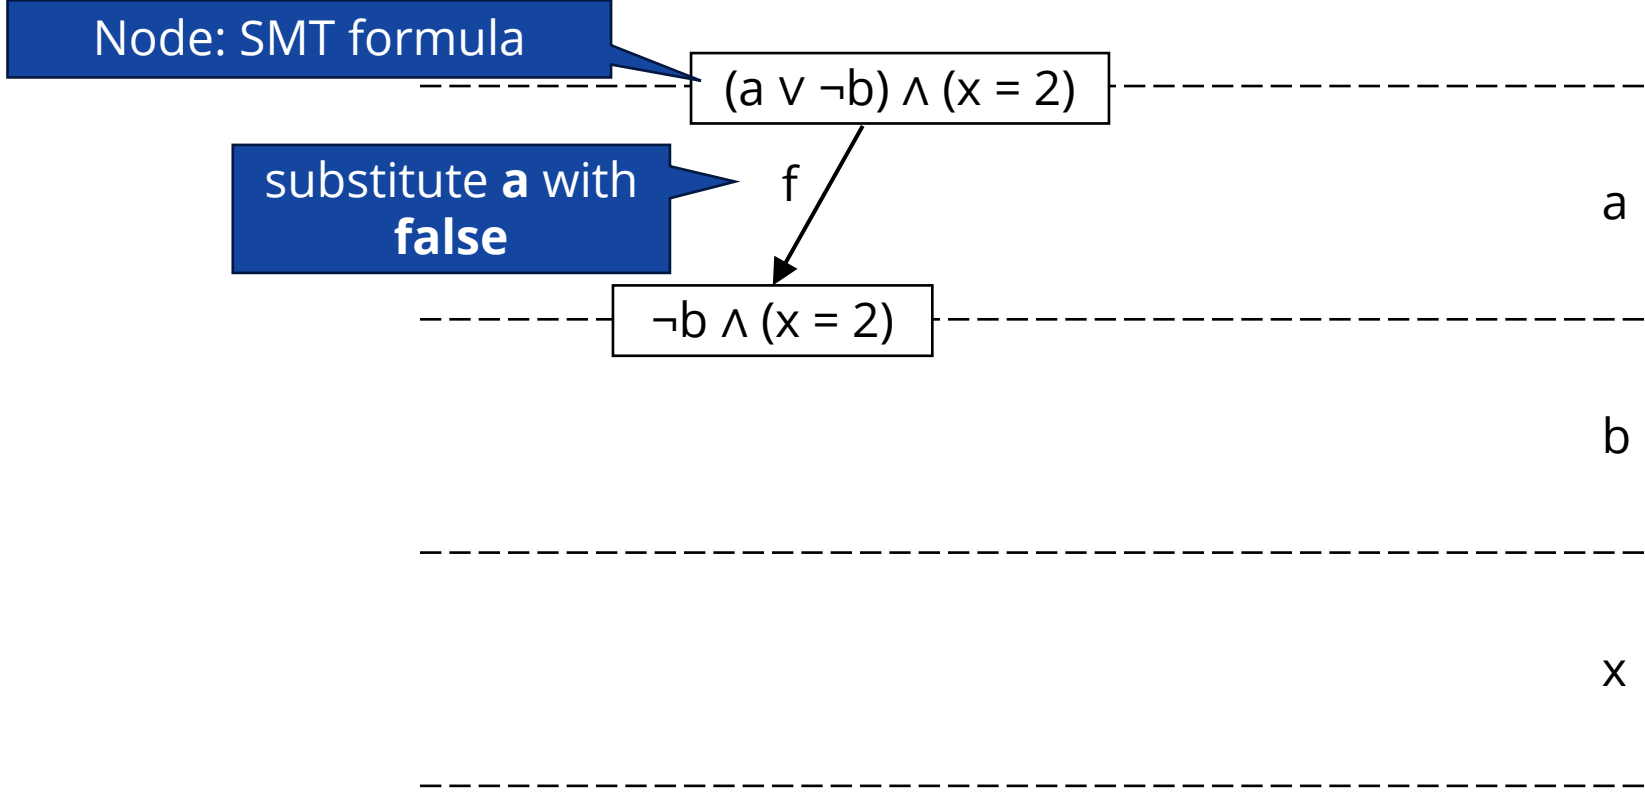 Node: SMT formula
(a ∨ ¬b) ∧ (x = 2)
substitute a with
false
f
a
¬b ∧ (x = 2)
b
x